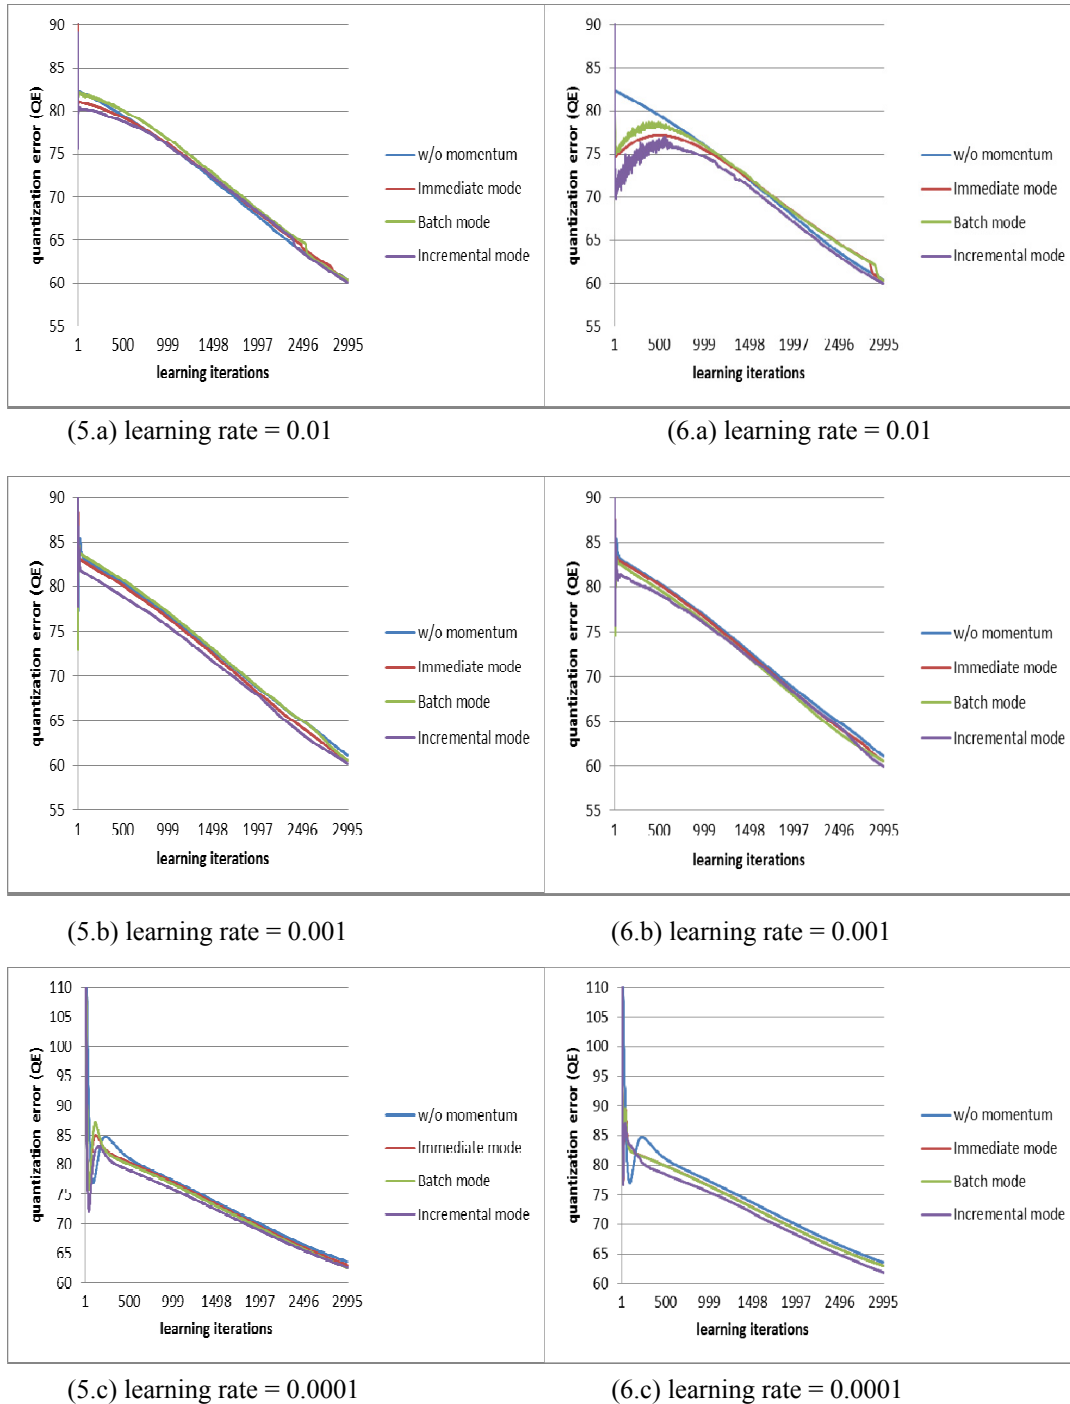 90
85
80
75
70
65
60
55
quantization error (QE)
1 500 999 1498 1997 2496 2995
learning iterations
w/o momentum
Immediate mode
Batch mode
Incremental mode
90
85
80
75
70
65
60
55
quantization error (QE)
1 500 999 1498 1997 2496 2995
learning iterations
w/o momentum
Immediate mode
Batch mode
Incremental mode
(5.a) learning rate = 0.01
(6.a) learning rate = 0.01
90
85
80
75
70
65
60
55
quantization error (QE)
1 500 999 1498 1997 2496 2995
learning iterations
w/o momentum
Immediate mode
Batch mode
Incremental mode
90
85
80
75
70
65
60
55
quantization error (QE)
1 500 999 1498 1997 2496 2995
learning iterations
w/o momentum
Immediate mode
Batch mode
Incremental mode
(5.b) learning rate = 0.001
(6.b) learning rate = 0.001
110
105
100
95
90
85
80
75
70
65
60
quantization error (QE)
1 500 999 1498 1997 2496 2995
learning iterations
w/o momentum
Immediate mode
Batch mode
Incremental mode
110
105
100
95
90
85
80
75
70
65
60
quantization error (QE)
1 500 999 1498 1997 2496 2995
learning iterations
w/o momentum
Immediate mode
Batch mode
Incremental mode
(5.c) learning rate = 0.0001
(6.c) learning rate = 0.0001